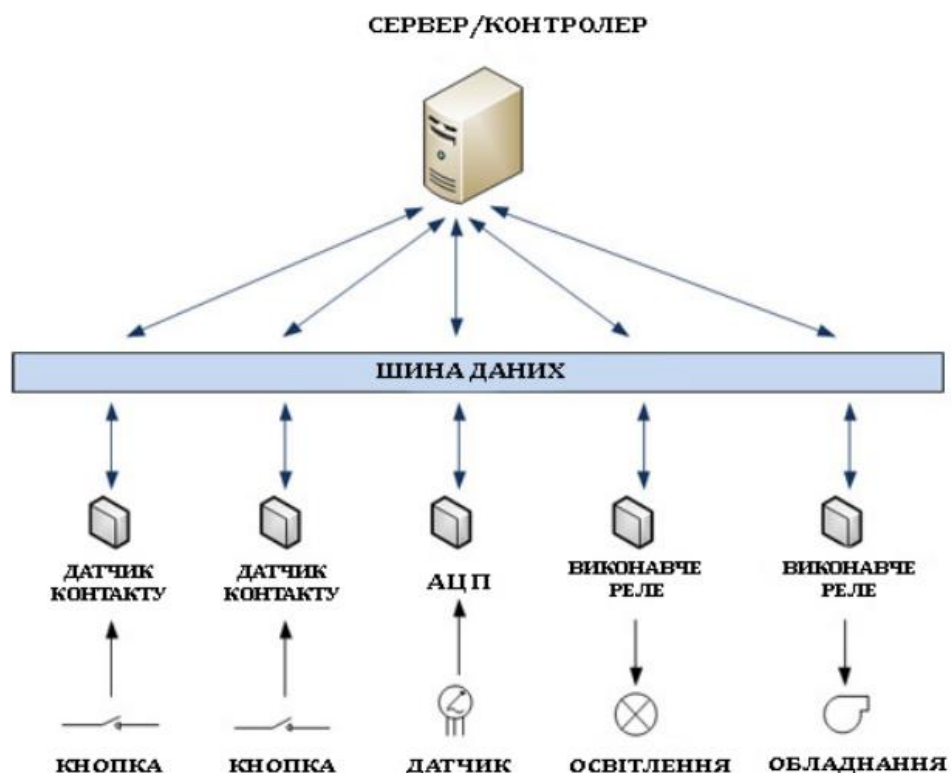 СЕРВЕР/КОНТРОЛЕР
ШИНА ДАНИХ
ДАТЧИК
КОНТАКТУ
ДАТЧИК
КОНТАКТУ
АЦП
ВИКОНАВЧЕ
РЕЛЕ
ВИКОНАВЧЕ
РЕЛЕ
КНОПКА
КНОПКА
ДАТЧИК
ОСВІТЛЕННЯ
ОБЛАДНАННЯ